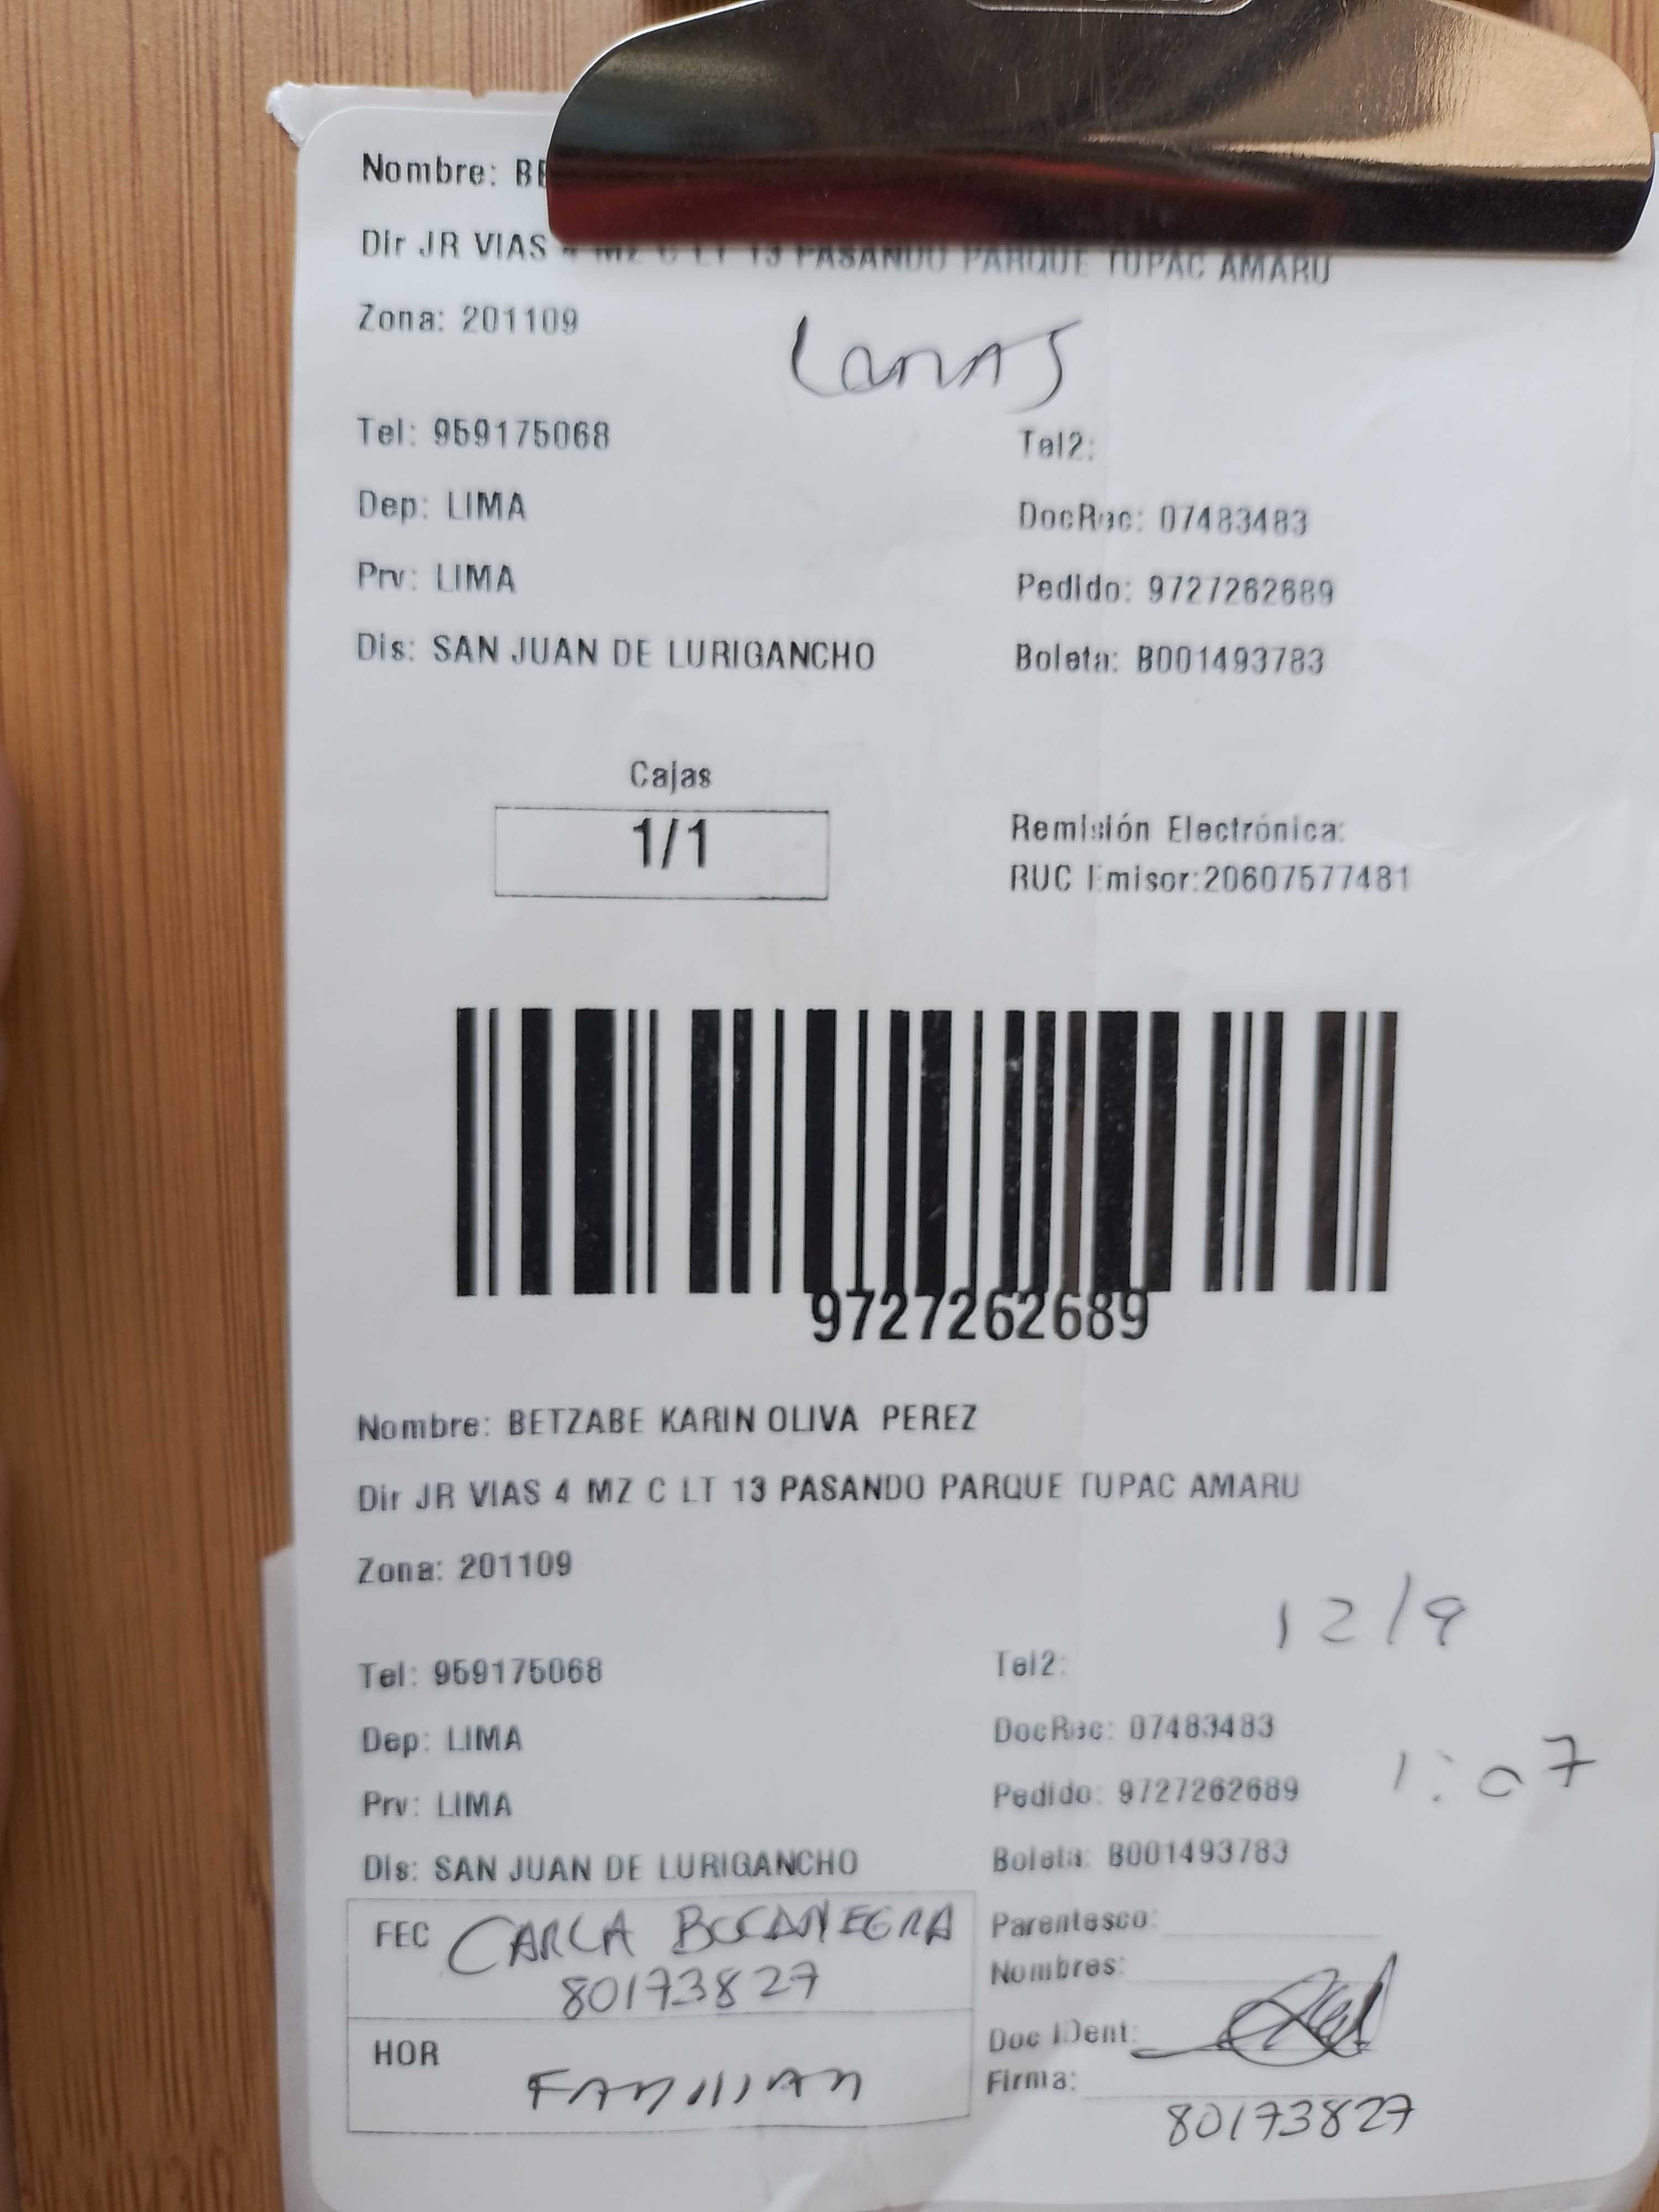 Nombre: BE
Dir JR VIAS 4 MZ C LT 13 PASANDO PARQUE TUPAC AMARU
Zona: 201109
Tel: 959175068
Tel2:
Dep: LIMA
DocRec: 07483483
Prv: LIMA
Pedido: 9727262689
Dis: SAN JUAN DE LURIGANCHO
Boleta: B001493783
Cajas
1/1
Remisión Electrónica:
RUC Emisor:20607577481
9727262689
Nombre: BETZABE KARIN OLIVA PEREZ
Dir JR VIAS 4 MZ C LT 13 PASANDO PARQUE TUPAC AMARU
Zona: 201109
12/9
Tel: 959175068
Tel2:
Dep: LIMA
DocRec: 07483483
1:07
Prv: LIMA
Pedido: 9727262689
Dis: SAN JUAN DE LURIGANCHO
Boleta: B001493783
FEC CARLA BOCANEGRA
80173827
HOR
FAMILIAR
Parentesco:
Nombres:
Doc IDent:
Firma:
80173827